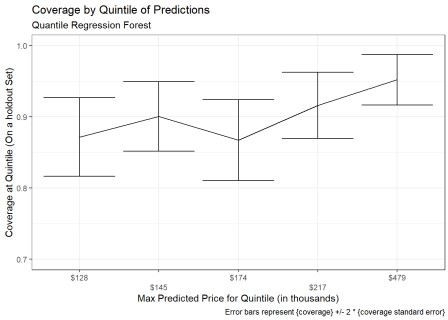 Coverage by Quintile of Predictions
Quantile Regression Forest
Coverage at Quintile (On a holdout Set)
1.0
0.9
0.8
0.7
$128
$145
$174
$217
$479
Max Predicted Price for Quintile (in thousands)
Error bars represent {coverage} +/- 2 * {coverage standard error}